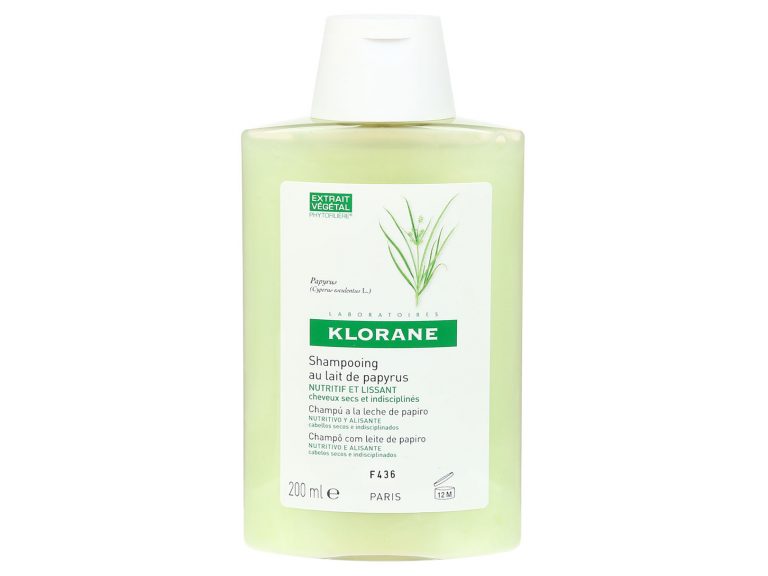 EXTRAIT
VÉGÉTAL
PHYTOFILIÈRE®
Papyrus
(Cyperus esculentus L.)
LABORATOIRES
KLORANE
Shampooing
au lait de papyrus
NUTRITIF ET LISSANT
cheveux secs et indisciplinés
Champú a la leche de papiro
NUTRITIVO Y ALISANTE
cabellos secos e indisciplinados
Champô com leite de papiro
NUTRITIVO E ALISANTE
cabelos secos e indisciplinados
F436
200 ml ℮ PARIS 12 M